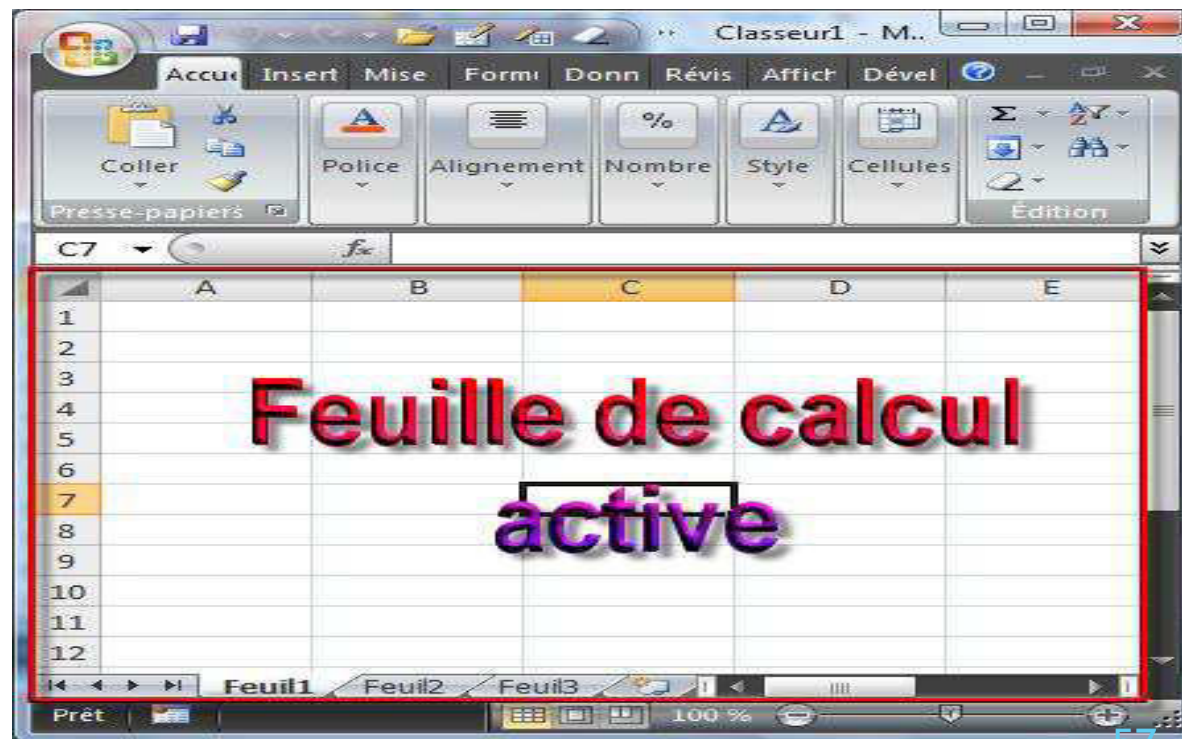 Classeur1 - M..
Accue Insert Mise Form Donn Révis Affich Dével
Coller Police Alignement Nombre Style Cellules
% A A Σ
Presse-papiers Édition
C7 fx
A B C D E
1
2
3
Feuille de calcul
4
5
6
7
active
8
9
10
11
12
Feuil1 Feuil2 Feuil3
Prêt 100 %